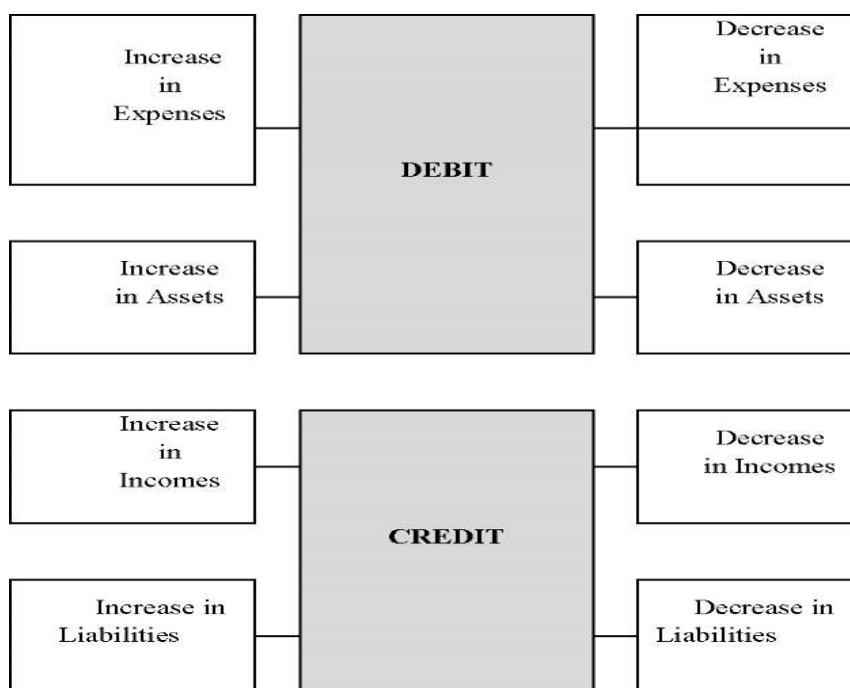 Increase
in
Expenses
DEBIT
Decrease
in
Expenses
Increase
in Assets
Decrease
in Assets
Increase
in
Incomes
CREDIT
Decrease
in Incomes
Increase in
Liabilities
Decrease in
Liabilities